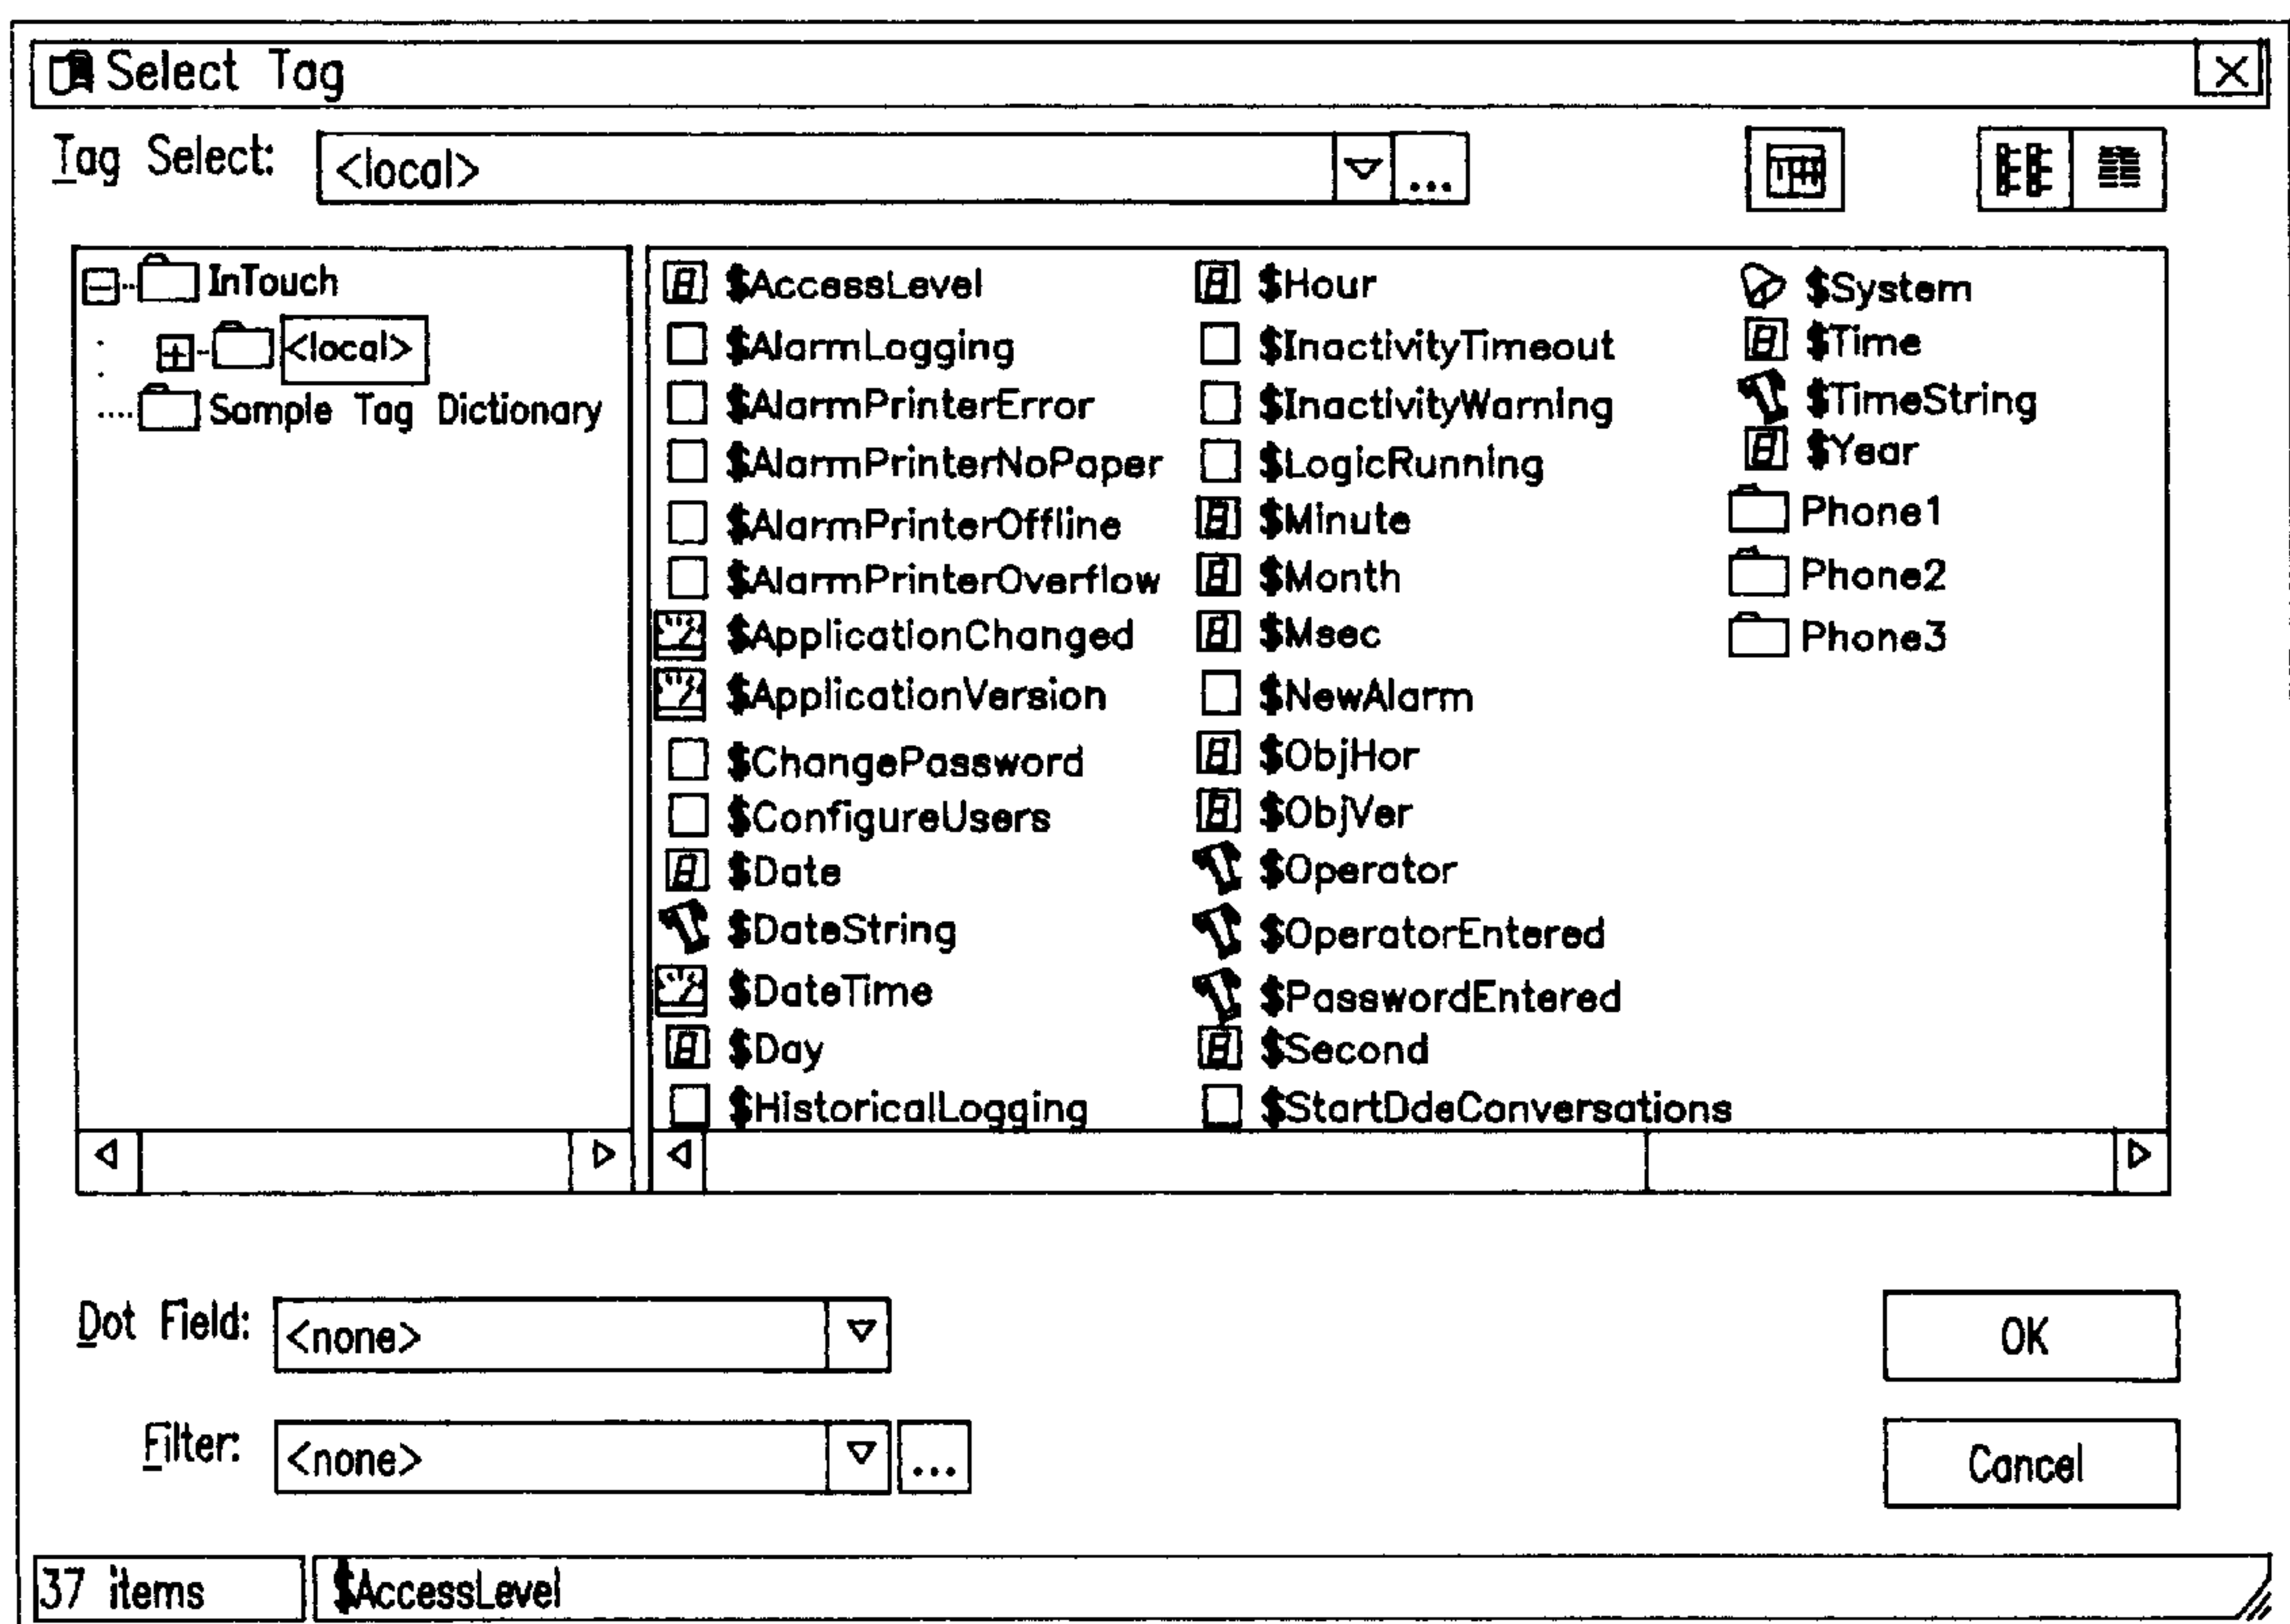 Select Tag
Tag Select: <local> ...
InTouch
<local>
Sample Tag Dictionary
$AccessLevel
$AlarmLogging
$AlarmPrinterError
$AlarmPrinterNoPaper
$AlarmPrinterOffline
$AlarmPrinterOverflow
$ApplicationChanged
$ApplicationVersion
$ChangePassword
$ConfigureUsers
$Date
$DateString
$DateTime
$Day
$HistoricalLogging
$Hour
$InactivityTimeout
$InactivityWarning
$LogicRunning
$Minute
$Month
$Msec
$NewAlarm
$ObjHor
$ObjVer
$Operator
$OperatorEntered
$PasswordEntered
$Second
$StartDdeConversations
$System
$Time
$TimeString
$Year
Phone1
Phone2
Phone3
Dot Field: <none>
OK
Filter: <none> ...
Cancel
37 items $AccessLevel